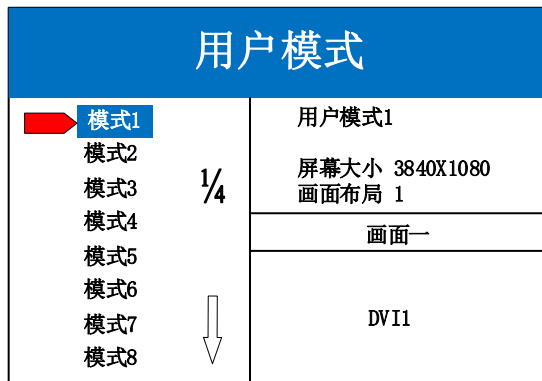 用户模式
模式1
模式2
模式3
模式4
模式5
模式6
模式7
模式8
1/4
用户模式1
屏幕大小 3840X1080
画面布局 1
画面一
DVI1